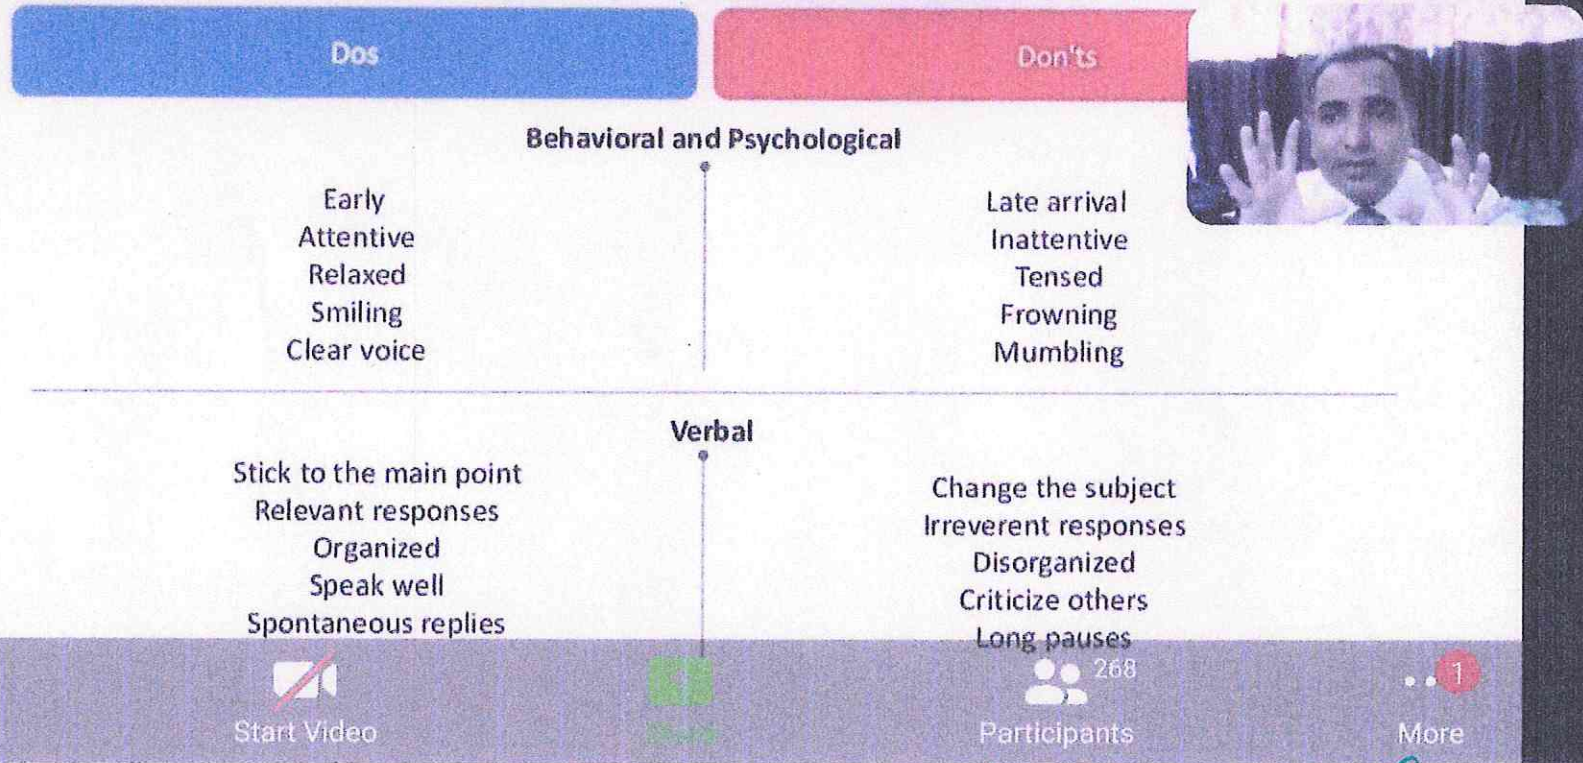 Dos
Don'ts
Behavioral and Psychological
Early
Attentive
Relaxed
Smiling
Clear voice
Late arrival
Inattentive
Tensed
Frowning
Mumbling
Verbal
Stick to the main point
Relevant responses
Organized
Speak well
Spontaneous replies
Change the subject
Irreverent responses
Disorganized
Criticize others
Long pauses
Start Video
268
Participants
1
More